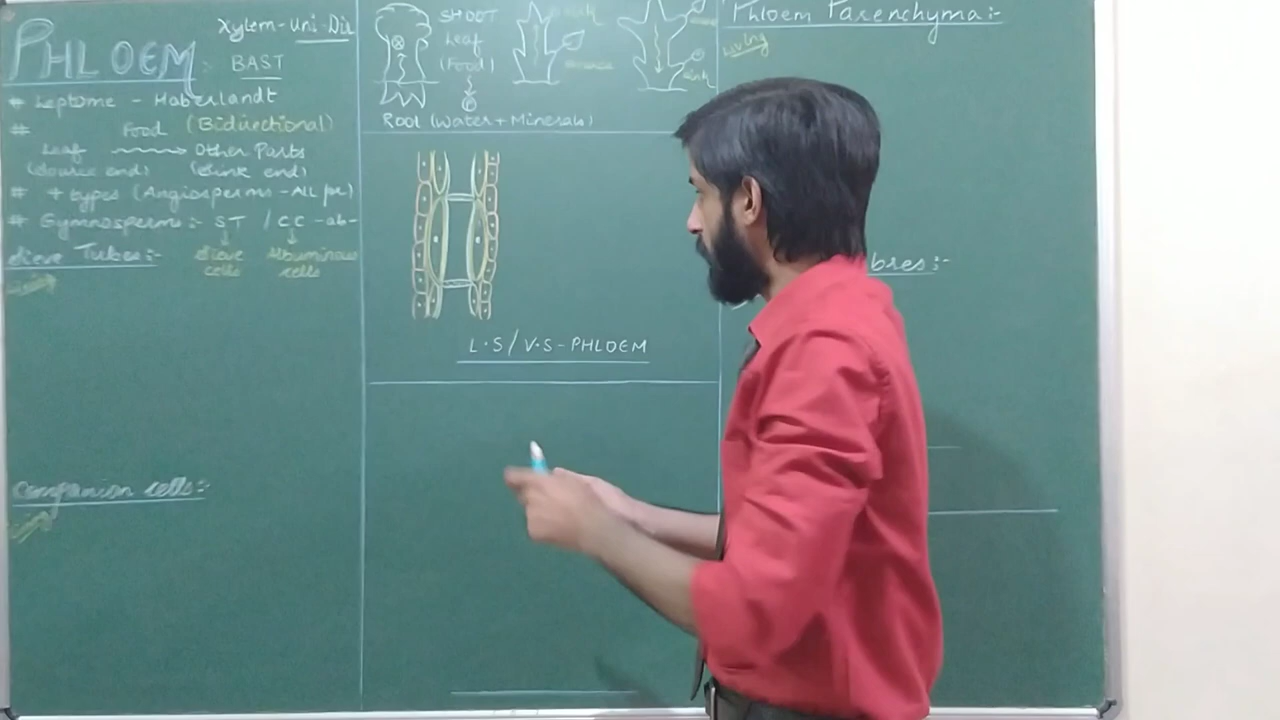 Xylem-Uni-Dir
PHLOEM:
BAST
# Leptome - Haberlandt
# Food (Bidirectional)
Leaf Other Parts
(Source end) (Sink end)
# 4 types (Angiosperms - All pr)
# Gymnosperm:- ST / CC -ab-
Sieve cells Albuminous cells
Sieve Tubes:-
Companion cells:-
SHOOT
Leaf
(Food)
Root (Water + Minerals)
L.S/V.S-PHLOEM
Phloem Parenchyma:-
Living
bres:-